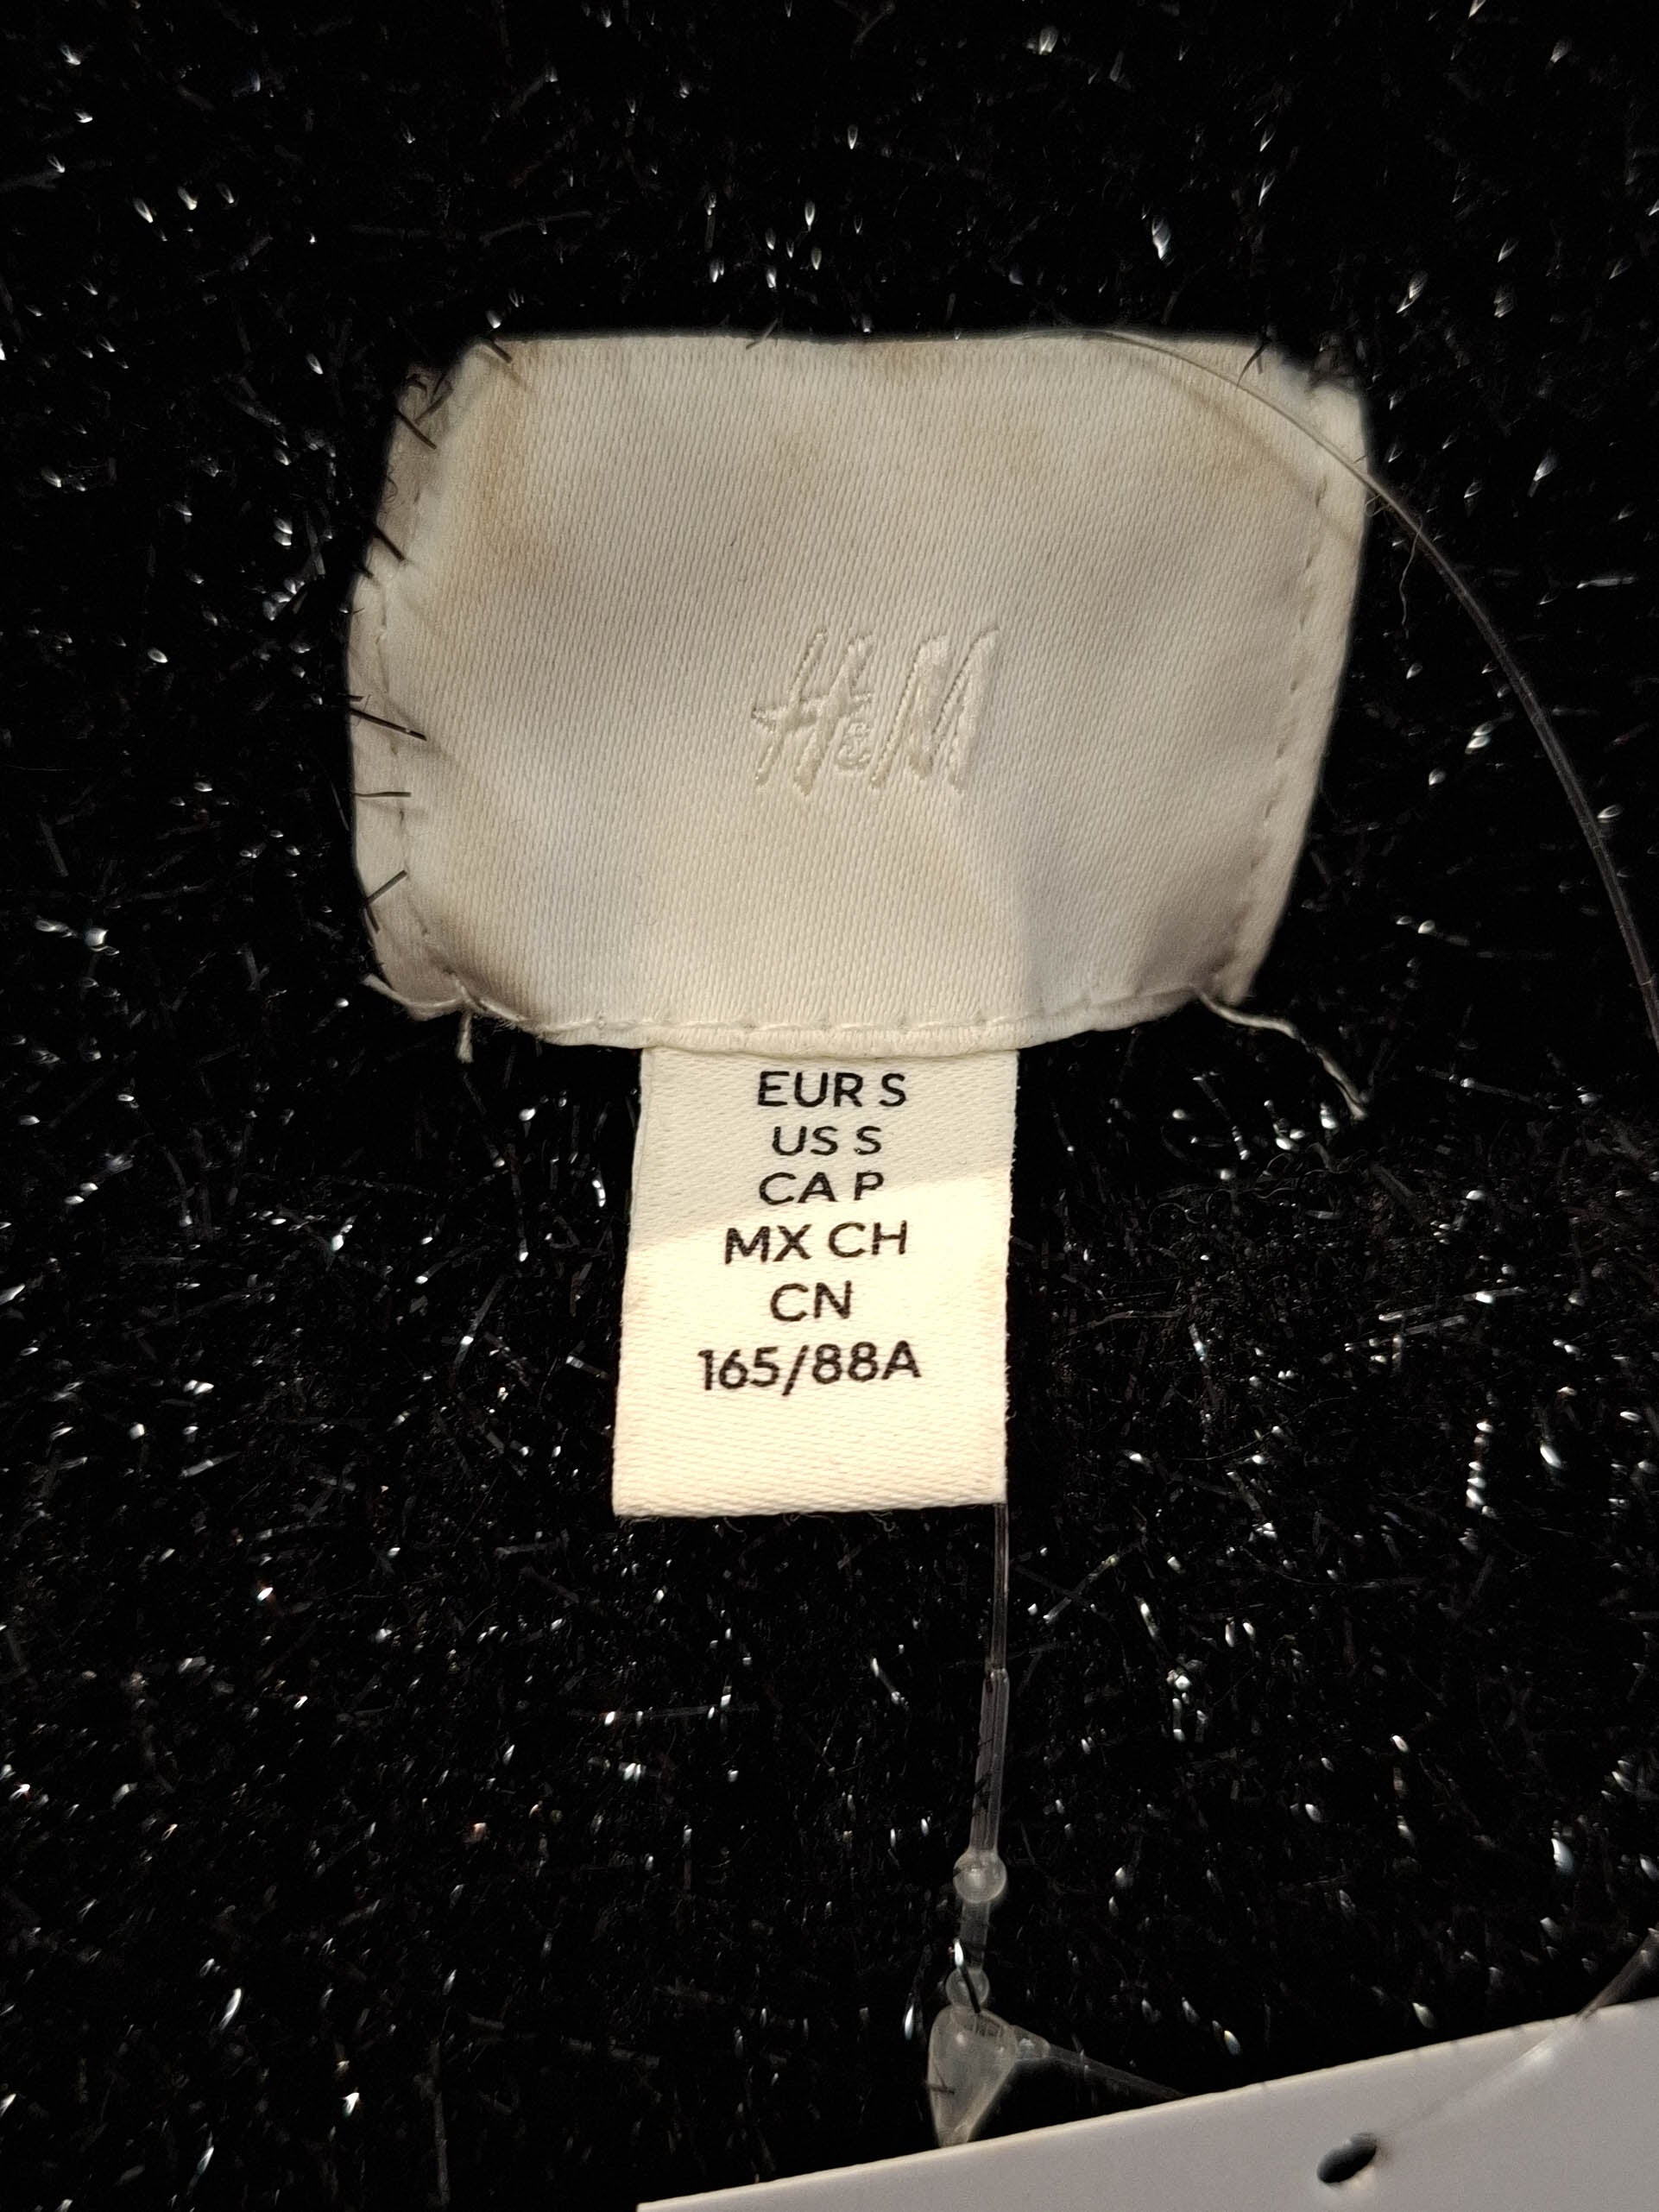 H&M
EUR S
US S
CA P
MX CH
CN
165/88A